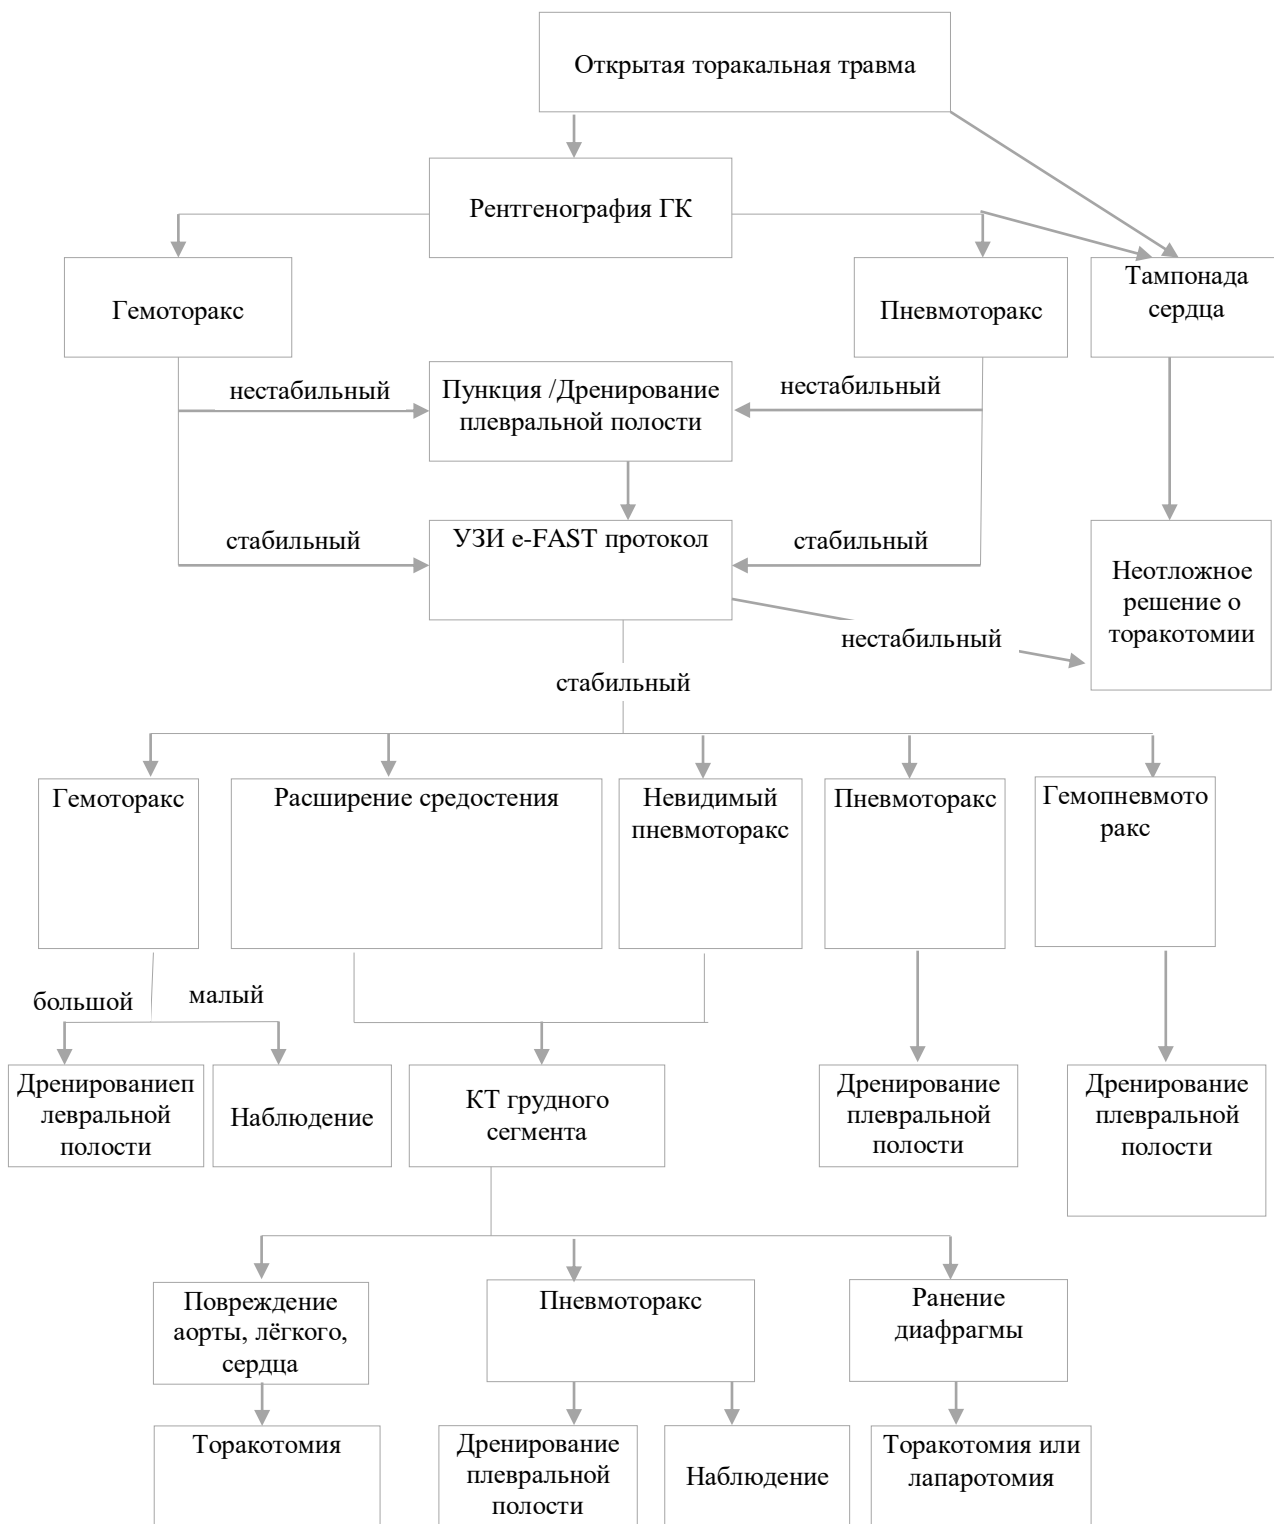 Открытая торакальная травма
Рентгенография ГК
Гемоторакс
Пневмоторакс
Тампонада
сердца
нестабильный
Пункция /Дренирование
плевральной полости
нестабильный
стабильный
УЗИ e-FAST протокол
стабильный
Неотложное
решение о
торакотомии
нестабильный
стабильный
Гемоторакс
Расширение средостения
Невидимый
пневмоторакс
Пневмоторакс
Гемопневмото
ракс
большой
малый
Дренированиеп
левральной
полости
Наблюдение
КТ грудного
сегмента
Дренирование
плевральной
полости
Дренирование
плевральной
полости
Повреждение
аорты, лёгкого,
сердца
Пневмоторакс
Ранение
диафрагмы
Торакотомия
Дренирование
плевральной
полости
Наблюдение
Торакотомия или
лапаротомия